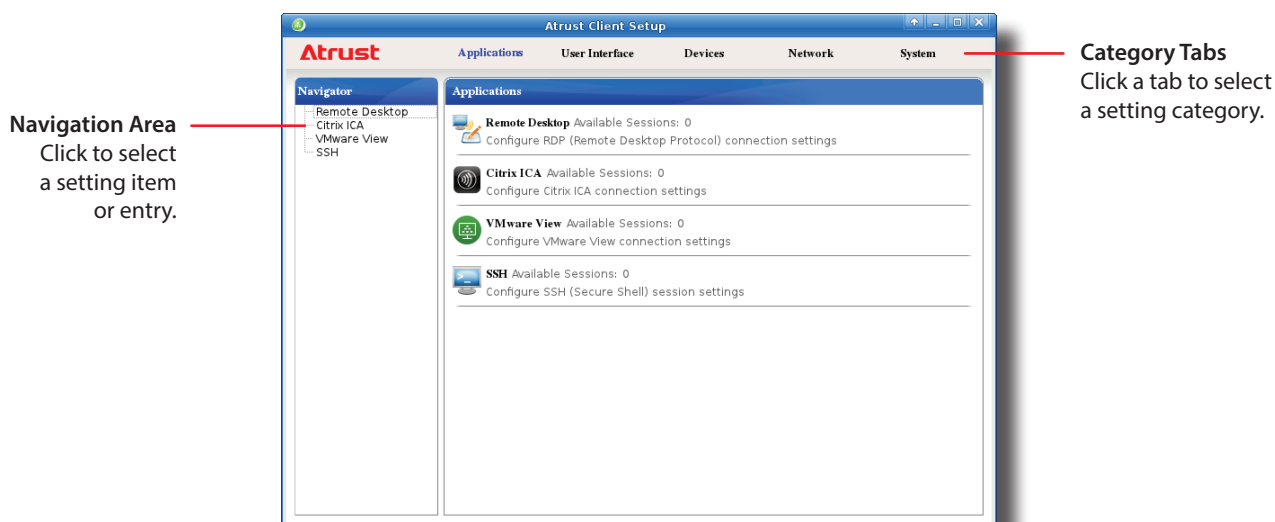 Atrust Client Setup
Atrust
Applications
User Interface
Devices
Network
System
Category Tabs
Click a tab to select
a setting category.
Navigation Area
Click to select
a setting item
or entry.
Navigator
Remote Desktop
Citrix ICA
VMware View
SSH
Applications
Remote Desktop Available Sessions: 0
Configure RDP (Remote Desktop Protocol) connection settings
Citrix ICA Available Sessions: 0
Configure Citrix ICA connection settings
VMware View Available Sessions: 0
Configure VMware View connection settings
SSH Available Sessions: 0
Configure SSH (Secure Shell) session settings